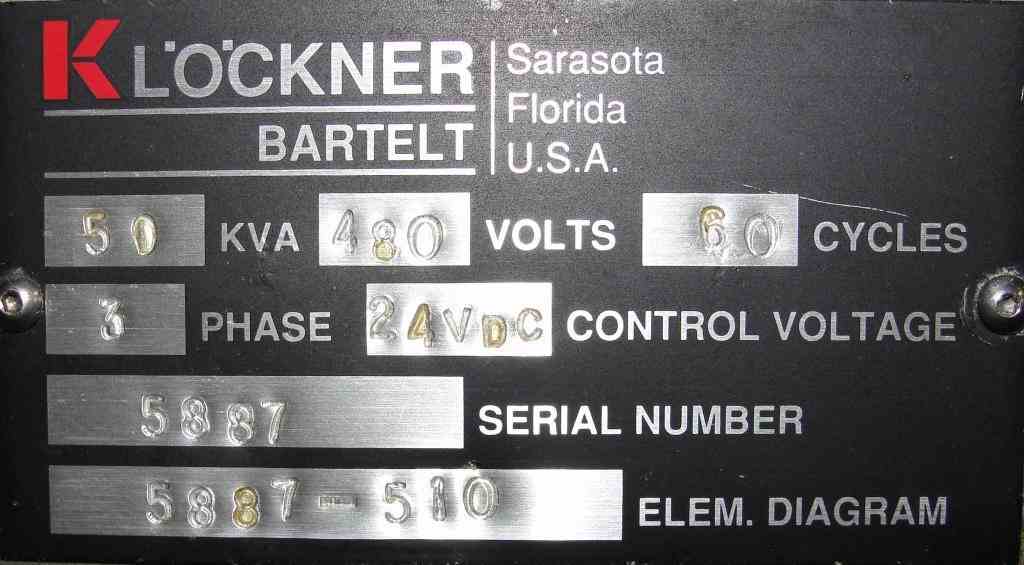 KLÖCKNER
BARTELT
Sarasota
Florida
U.S.A.
50 KVA 480 VOLTS 60 CYCLES
3 PHASE 24VDC CONTROL VOLTAGE
5887 SERIAL NUMBER
5887-510 ELEM. DIAGRAM